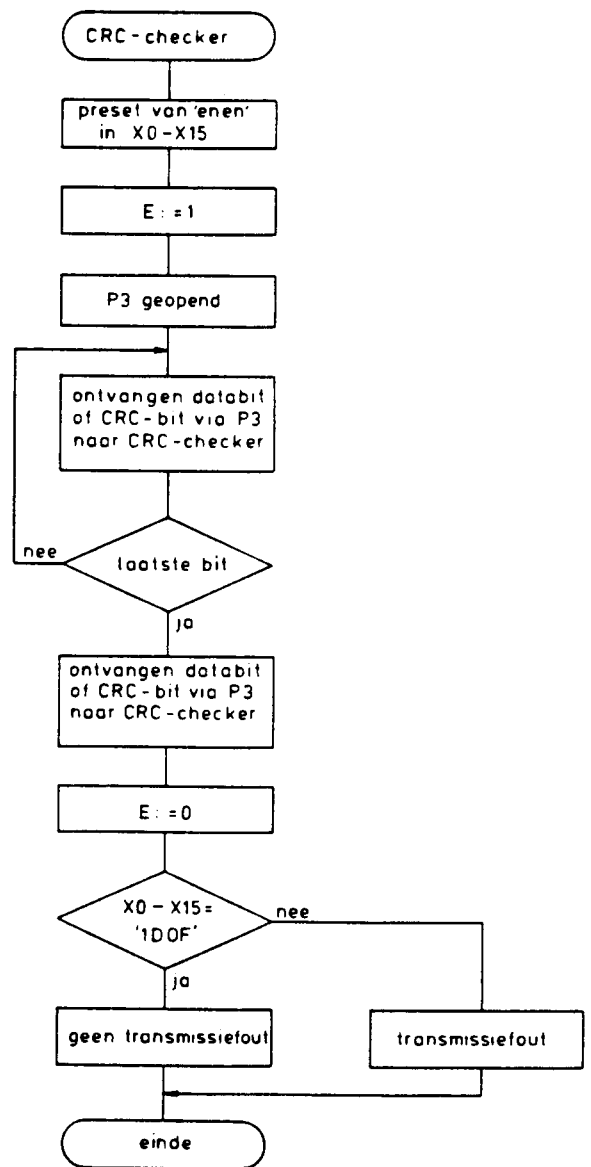 CRC-checker
preset van 'enen'
in X0-X15
E:=1
P3 geopend
ontvangen databit
of CRC-bit via P3
naar CRC-checker
nee
laatste bit
ja
ontvangen databit
of CRC-bit via P3
naar CRC-checker
E:=0
X0-X15=
'1D0F'
nee
ja
geen transmissiefout
transmissiefout
einde